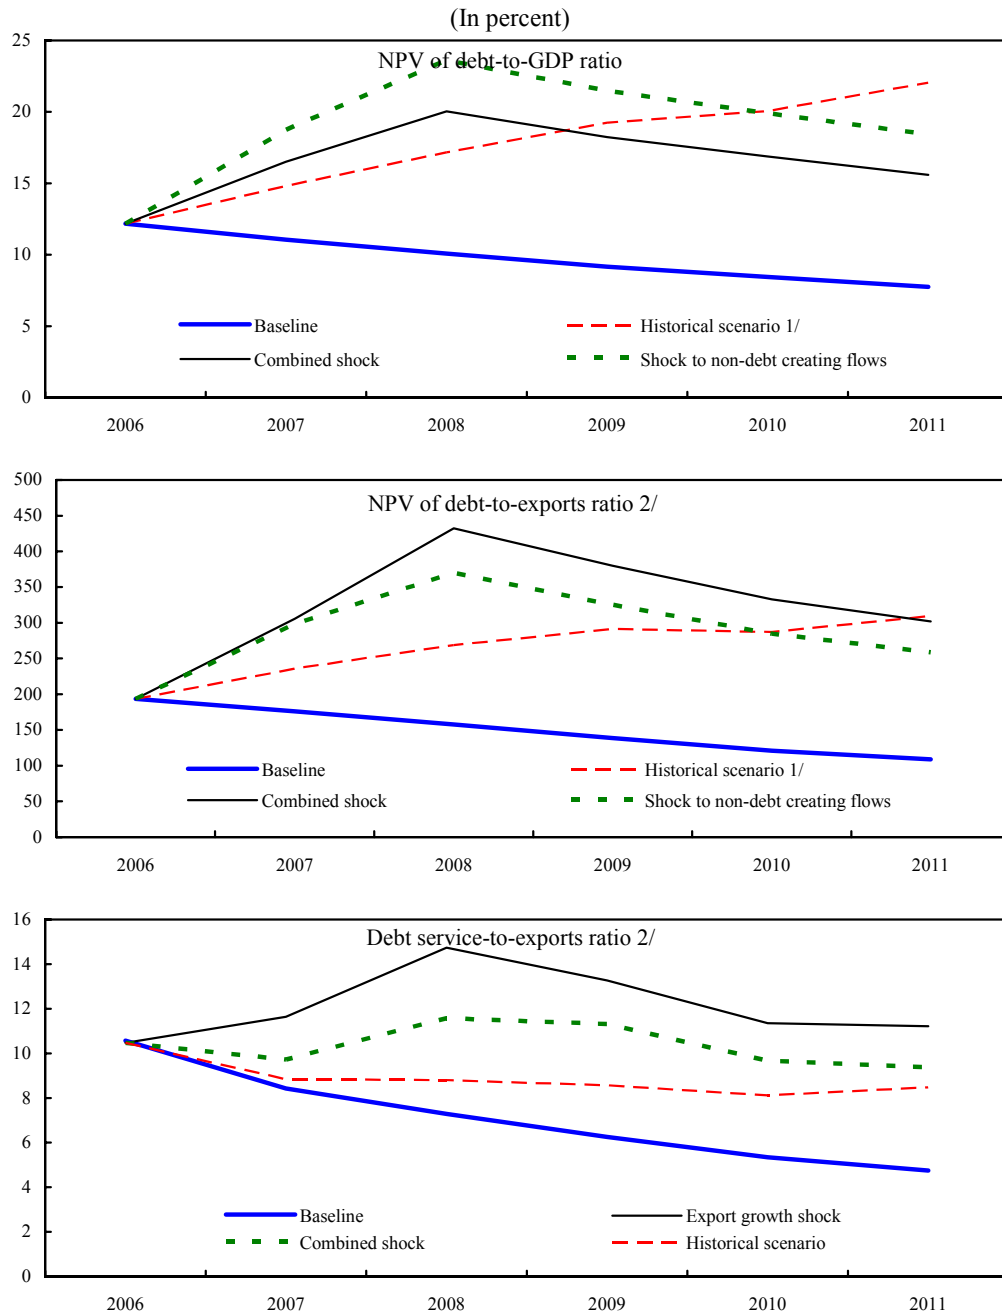 (In percent)
NPV of debt-to-GDP ratio
25
20
15
10
5
0
Baseline
Historical scenario 1/
Combined shock
Shock to non-debt creating flows
2006 2007 2008 2009 2010 2011
NPV of debt-to-exports ratio 2/
500
450
400
350
300
250
200
150
100
50
0
Baseline
Historical scenario 1/
Combined shock
Shock to non-debt creating flows
2006 2007 2008 2009 2010 2011
Debt service-to-exports ratio 2/
16
14
12
10
8
6
4
2
0
Baseline
Export growth shock
Combined shock
Historical scenario
2006 2007 2008 2009 2010 2011